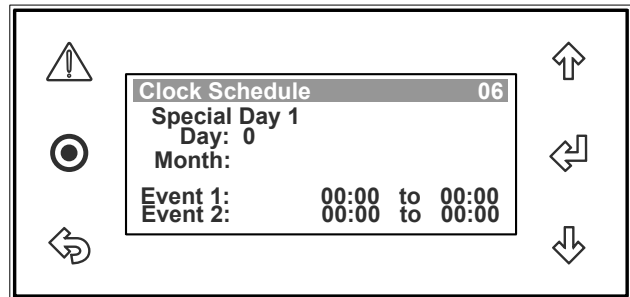 Clock Schedule 06
Special Day 1
Day: 0
Month:
Event 1: 00:00 to 00:00
Event 2: 00:00 to 00:00